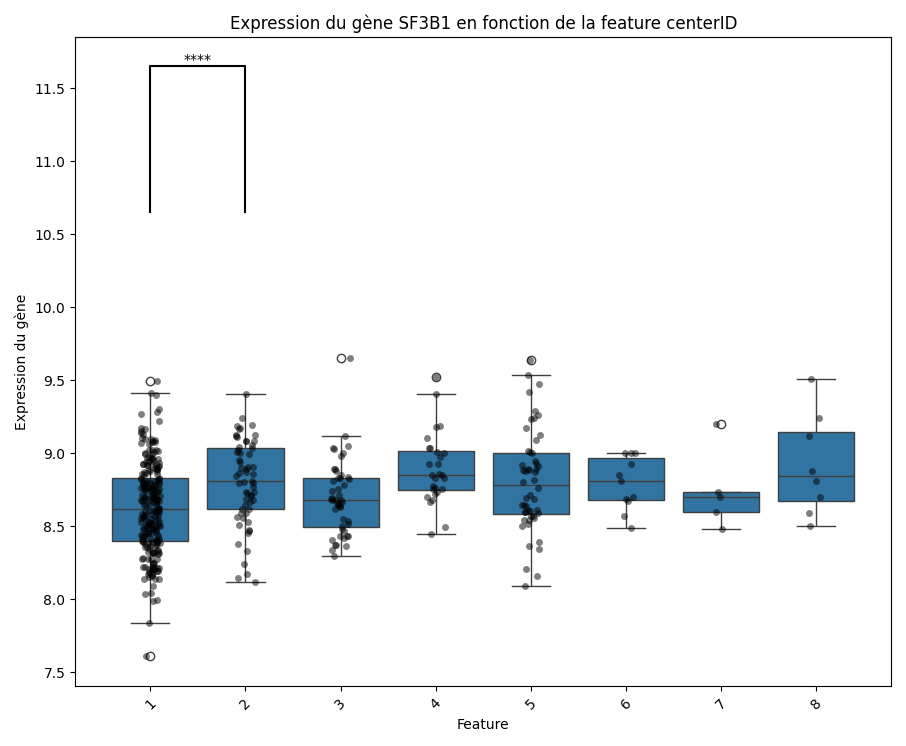 Expression du gène SF3B1 en fonction de la feature centerID
****
11.5
11.0
10.5
10.0
9.5
9.0
8.5
8.0
7.5
Expression du gène
1 2 3 4 5 6 7 8
Feature